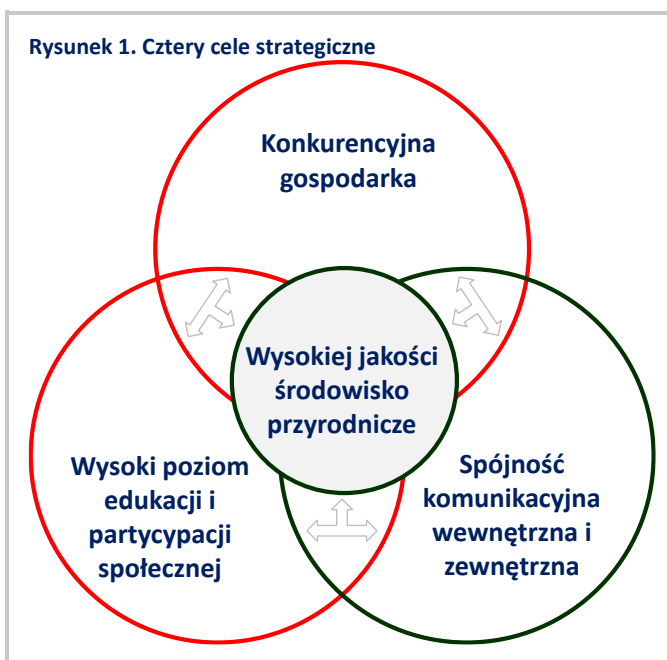 Rysunek 1. Cztery cele strategiczne
Konkurencyjna
gospodarka
Wysokiej jakości
środowisko
przyrodnicze
Wysoki poziom
edukacji i
partycypacji
społecznej
Spójność
komunikacyjna
wewnętrzna i
zewnętrzna